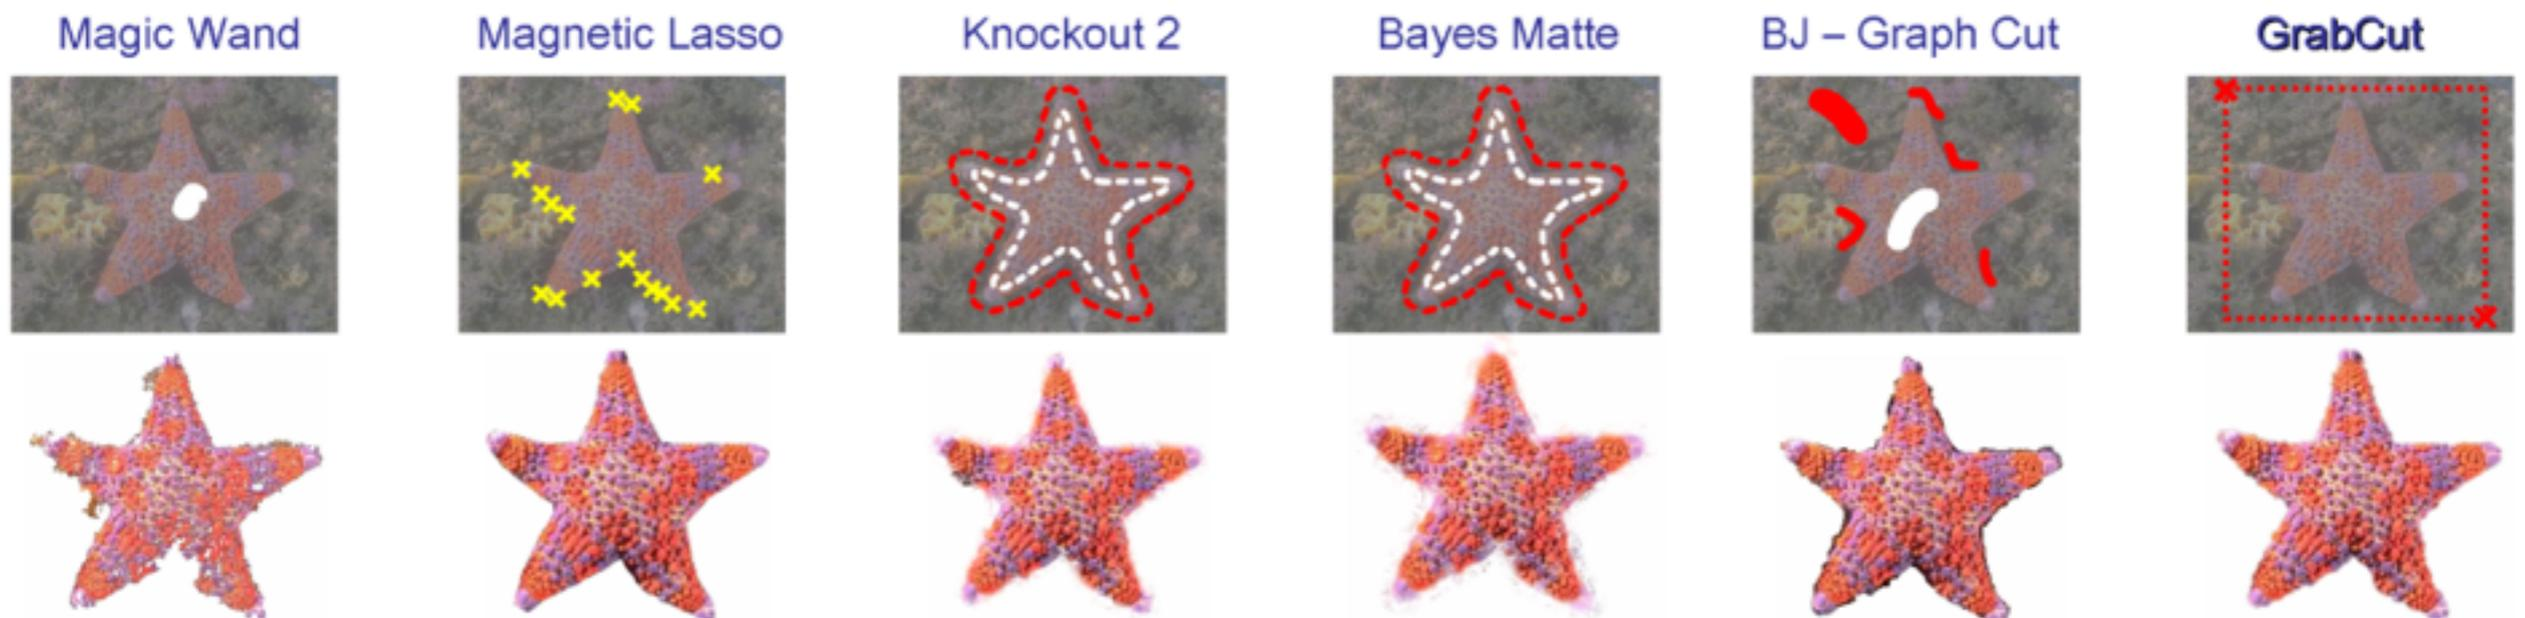 Magic Wand
Magnetic Lasso
Knockout 2
Bayes Matte
BJ – Graph Cut
GrabCut